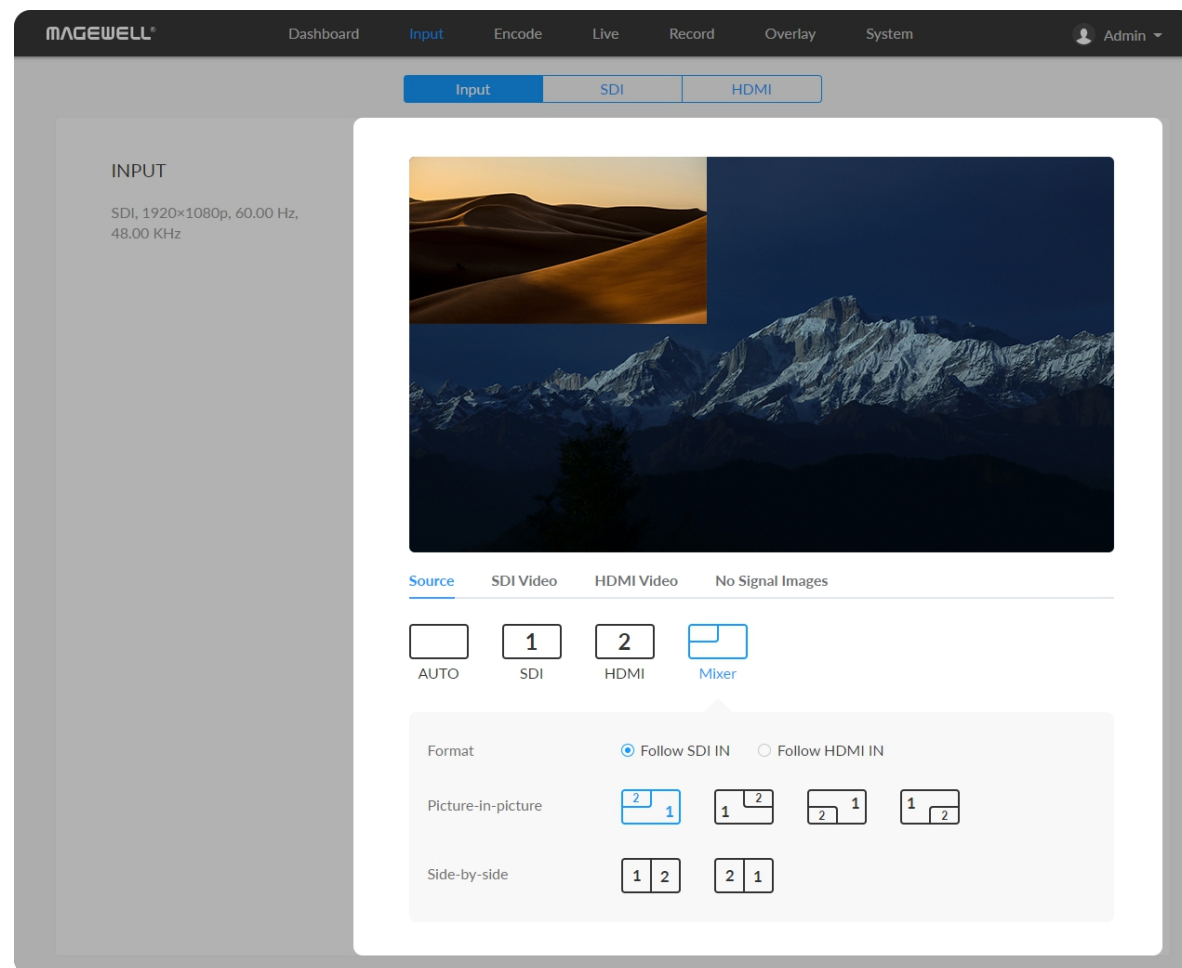 MAGEWELL®
Dashboard Input Encode Live Record Overlay System Admin
Input SDI HDMI
INPUT
SDI, 1920×1080p, 60.00 Hz,
48.00 KHz
Source SDI Video HDMI Video No Signal Images
1 2
AUTO SDI HDMI Mixer
Format Follow SDI IN Follow HDMI IN
Picture-in-picture 2 1 1 2 2 1 1 2
Side-by-side 1 2 2 1